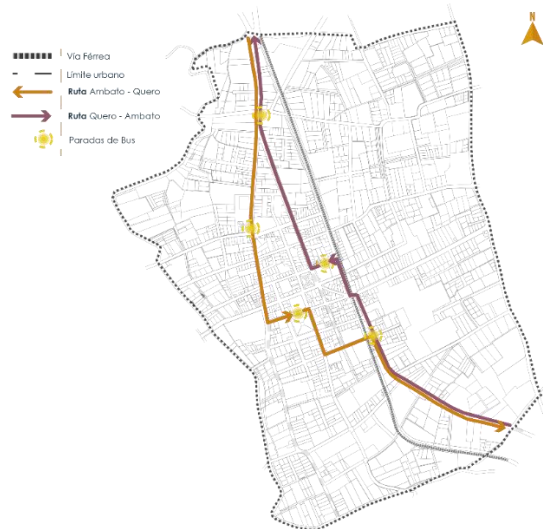 N
Vía Férrea
Límite urbano
Ruta Ambato - Quero
Ruta Quero - Ambato
Paradas de Bus